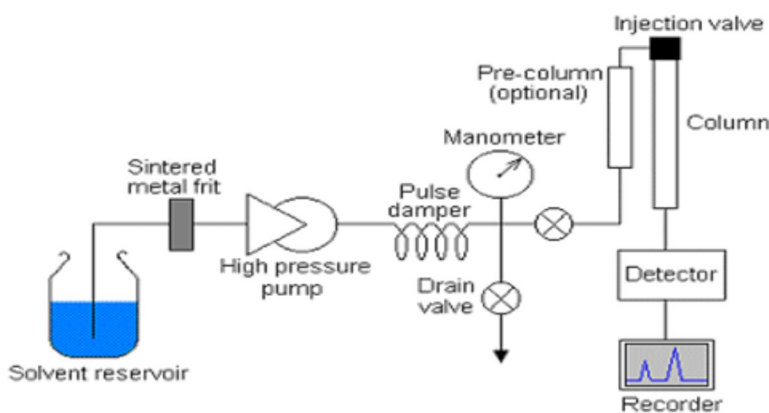 Injection valve
Pre-column
(optional)
Column
Manometer
Sintered
metal frit
Pulse
damper
High pressure
pump
Drain
valve
Detector
Solvent reservoir
Recorder